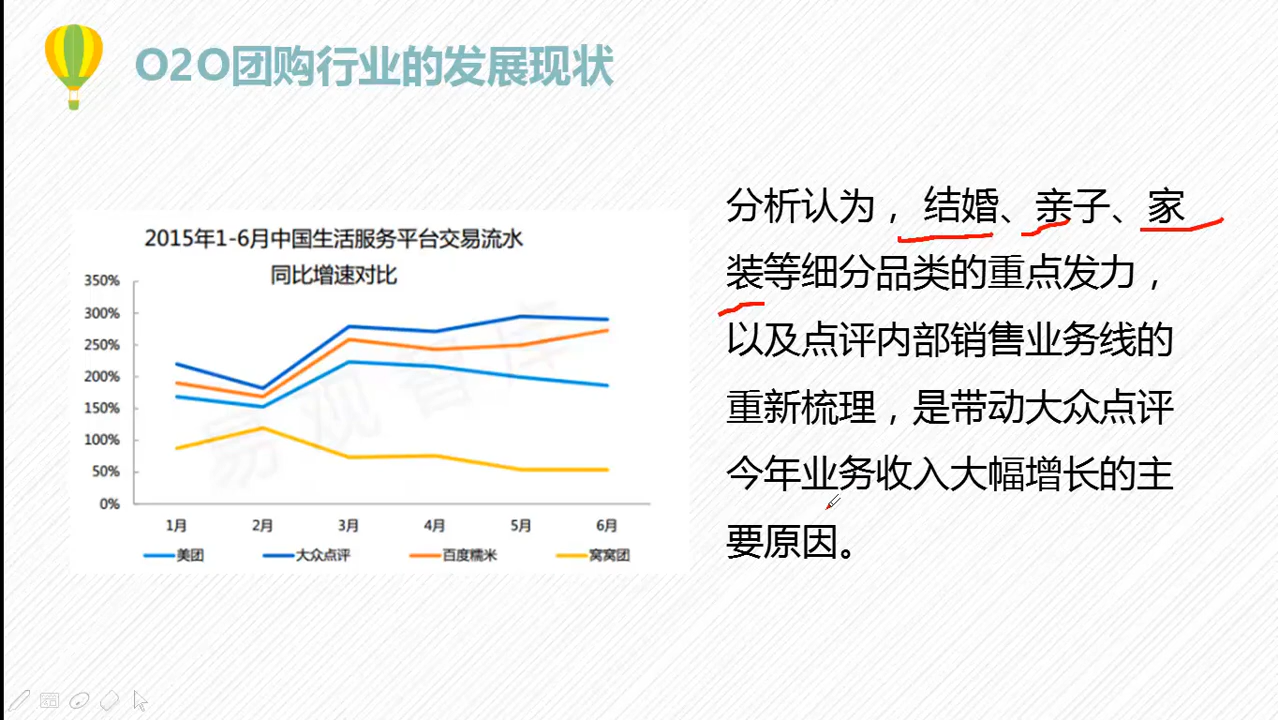 O2O团购行业的发展现状
2015年1-6月中国生活服务平台交易流水
同比增速对比
350%
300%
250%
200%
150%
100%
50%
0%
1月 2月 3月 4月 5月 6月
美团 大众点评 百度糯米 窝窝团
易观智库
分析认为，结婚、亲子、家
装等细分品类的重点发力，
以及点评内部销售业务线的
重新梳理，是带动大众点评
今年业务收入大幅增长的主
要原因。